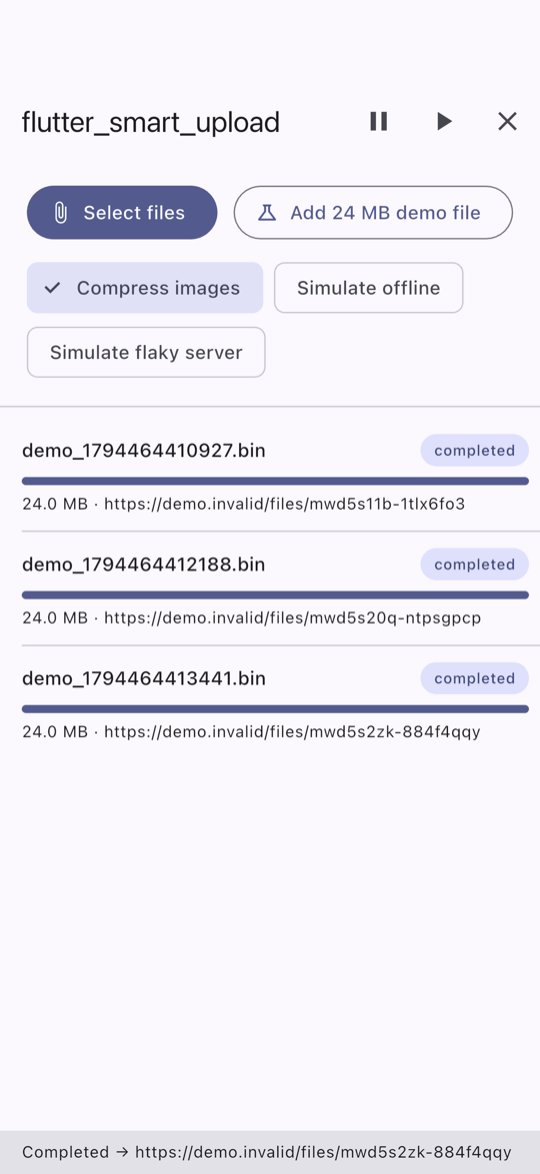 flutter_smart_upload
Select files
Add 24 MB demo file
Compress images
Simulate offline
Simulate flaky server
demo_1794464410927.bin
completed
24.0 MB · https://demo.invalid/files/mwd5s11b-1tlx6fo3
demo_1794464412188.bin
completed
24.0 MB · https://demo.invalid/files/mwd5s20q-ntpsgpcp
demo_1794464413441.bin
completed
24.0 MB · https://demo.invalid/files/mwd5s2zk-884f4qqy
Completed → https://demo.invalid/files/mwd5s2zk-884f4qqy